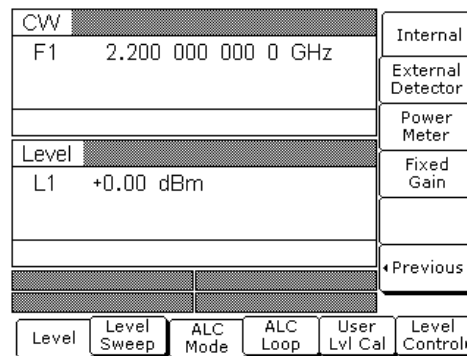 CW
F1 2.200 000 000 0 GHz
Level
L1 +0.00 dBm
Internal
External
Detector
Power
Meter
Fixed
Gain
Previous
Level
Level
Sweep
ALC
Mode
ALC
Loop
User
Lvl Cal
Level
Control